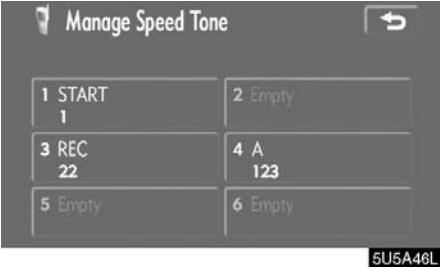 Manage Speed Tone
1 START
1
2 Empty
3 REC
22
4 A
123
5 Empty
6 Empty
5U5A46L